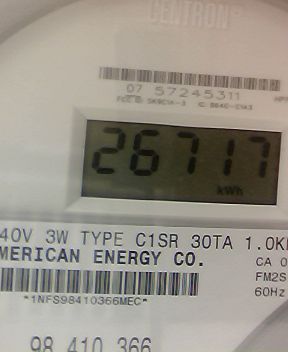 CENTRON®
07 57245311
26717
kWh
40V 3W TYPE C1SR 30TA 1.0K
MERICAN ENERGY CO.
CA 0
FM2S
60Hz
*1NFS98410366MEC*
98 410 366